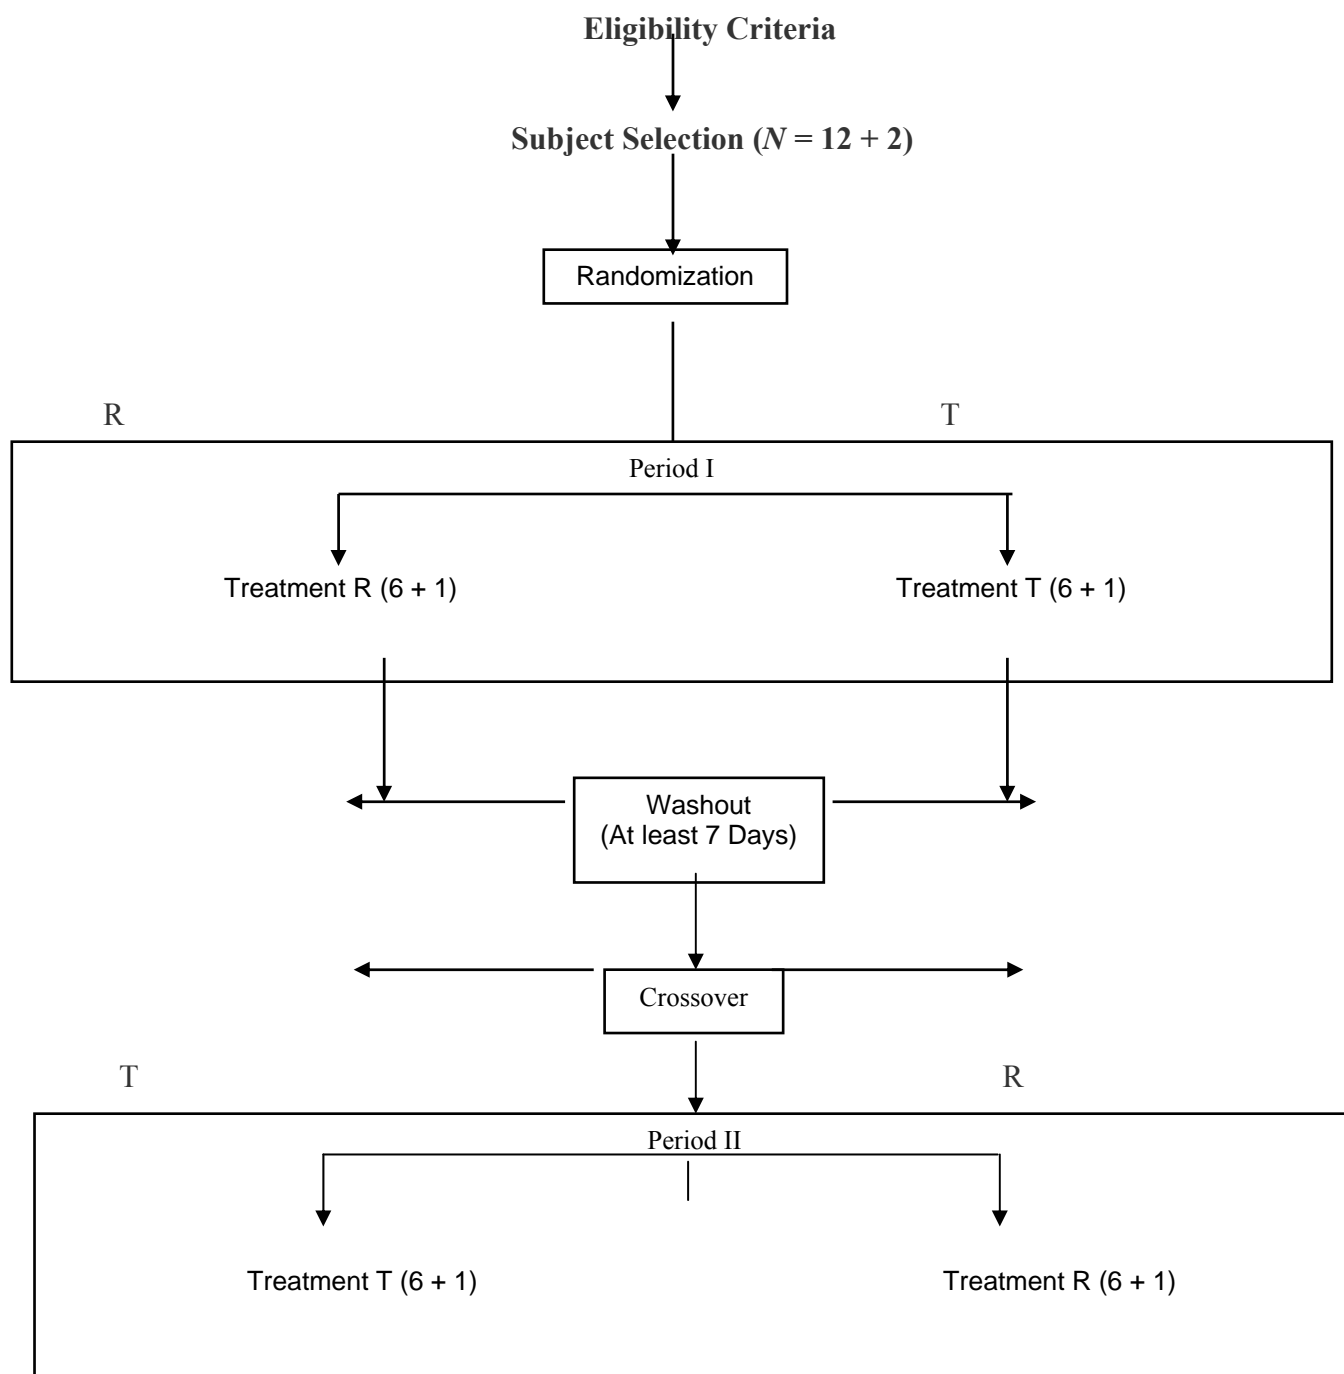 Eligibility Criteria
Subject Selection (N = 12 + 2)
Randomization
R
T
Period I
Treatment R (6 + 1)
Treatment T (6 + 1)
Washout
(At least 7 Days)
Crossover
T
R
Period II
Treatment T (6 + 1)
Treatment R (6 + 1)